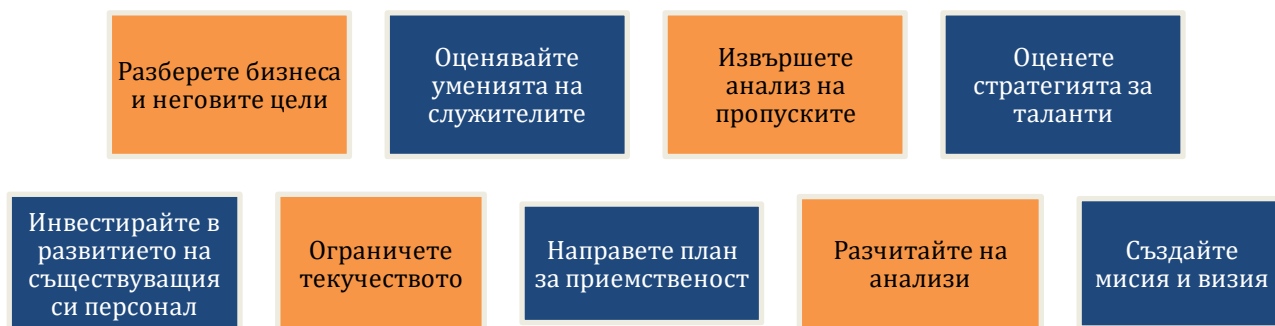 Разберете бизнеса
и неговите цели
Оценявайте
уменията на
служителите
Извършете
анализ на
пропуските
Оценете
стратегията за
таланти
Инвестирайте в
развитието на
съществуващия
си персонал
Ограничете
текучеството
Направете план
за приемственост
Разчитайте на
анализи
Създайте
мисия и визия